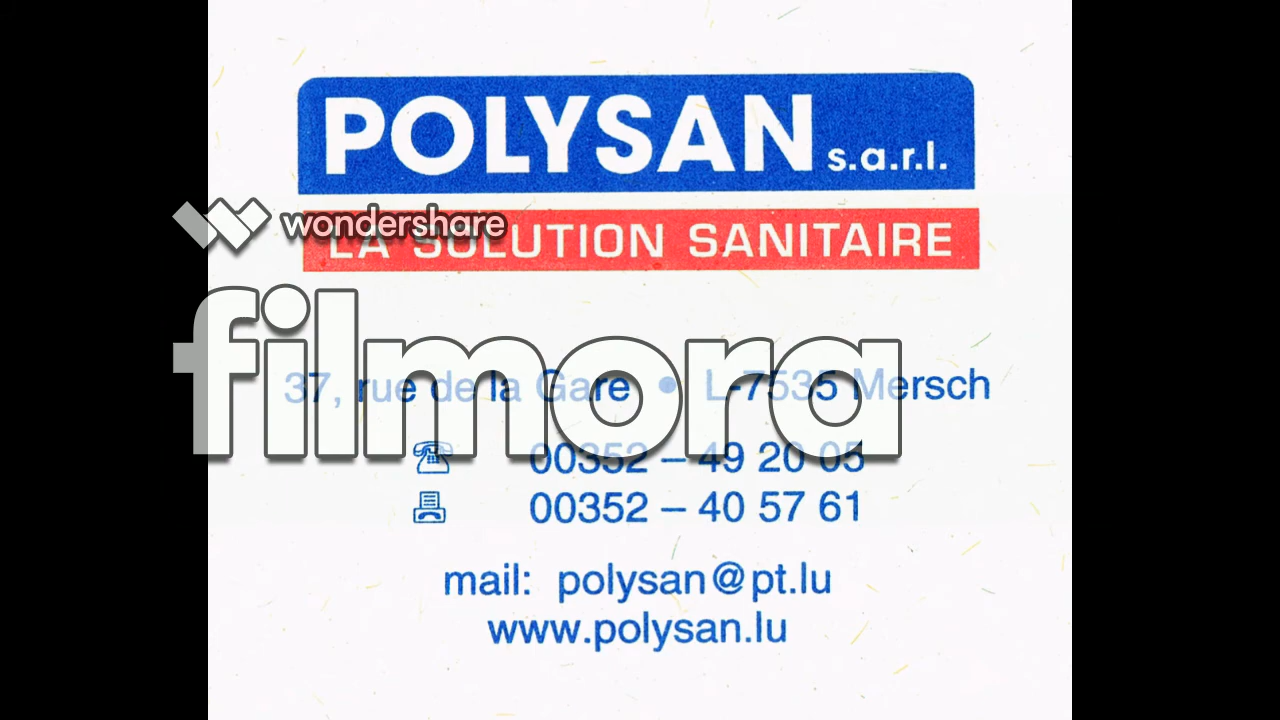 POLYSAN s.a.r.l.
wondershare
LA SOLUTION SANITAIRE
filmora
37, rue de la Gare • L-7535 Mersch
00352 – 49 20 05
00352 – 40 57 61
mail: polysan@pt.lu
www.polysan.lu